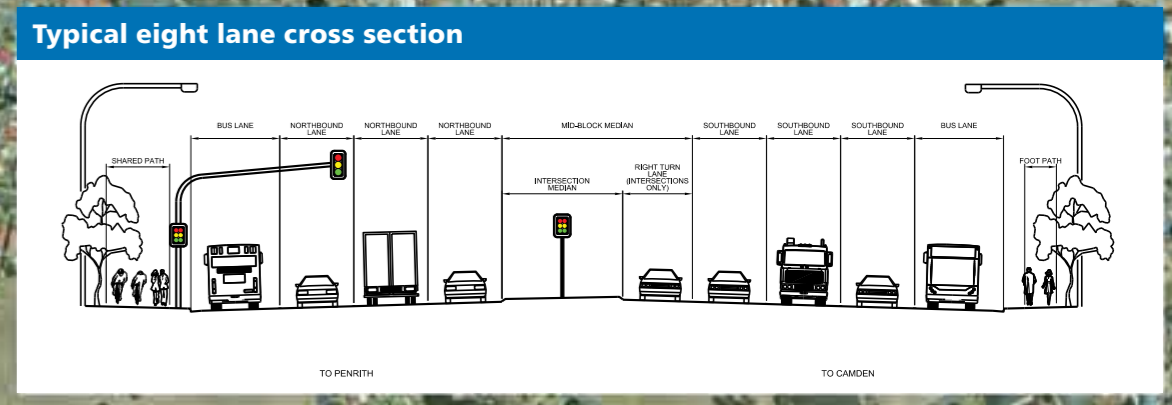 Typical eight lane cross section
BUS LANE
NORTHBOUND
LANE
NORTHBOUND
LANE
NORTHBOUND
LANE
MID-BLOCK MEDIAN
SOUTHBOUND
LANE
SOUTHBOUND
LANE
SOUTHBOUND
LANE
BUS LANE
SHARED PATH
INTERSECTION
MEDIAN
RIGHT TURN
LANE
(INTERSECTIONS
ONLY)
FOOT PATH
TO PENRITH
TO CAMDEN